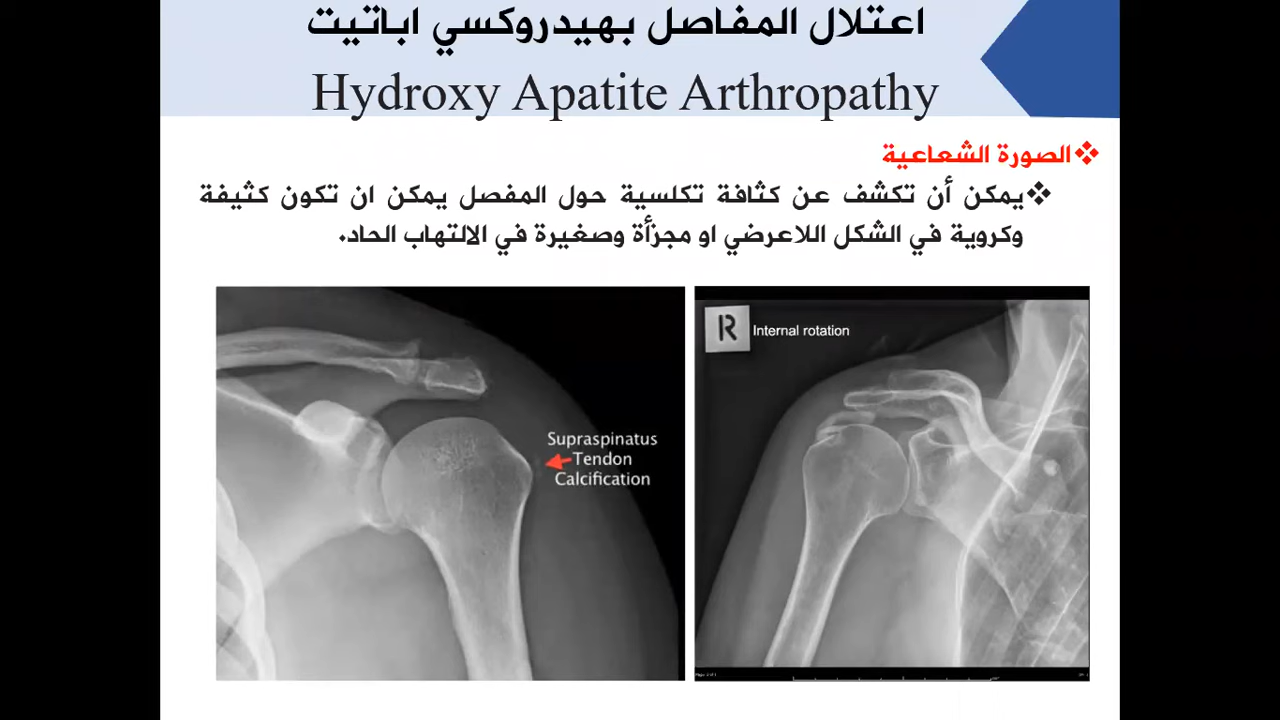 اعتلال المفاصل بهيدروكسي اباتيت
Hydroxy Apatite Arthropathy
الصورة الشعاعية
يمكن أن تكشف عن كثافة تكلسية حول المفصل يمكن ان تكون كثيفة
وكروية في الشكل اللاعرضي او مجزأة وصغيرة في الالتهاب الحاد.
Supraspinatus
Tendon
Calcification
R
Internal rotation